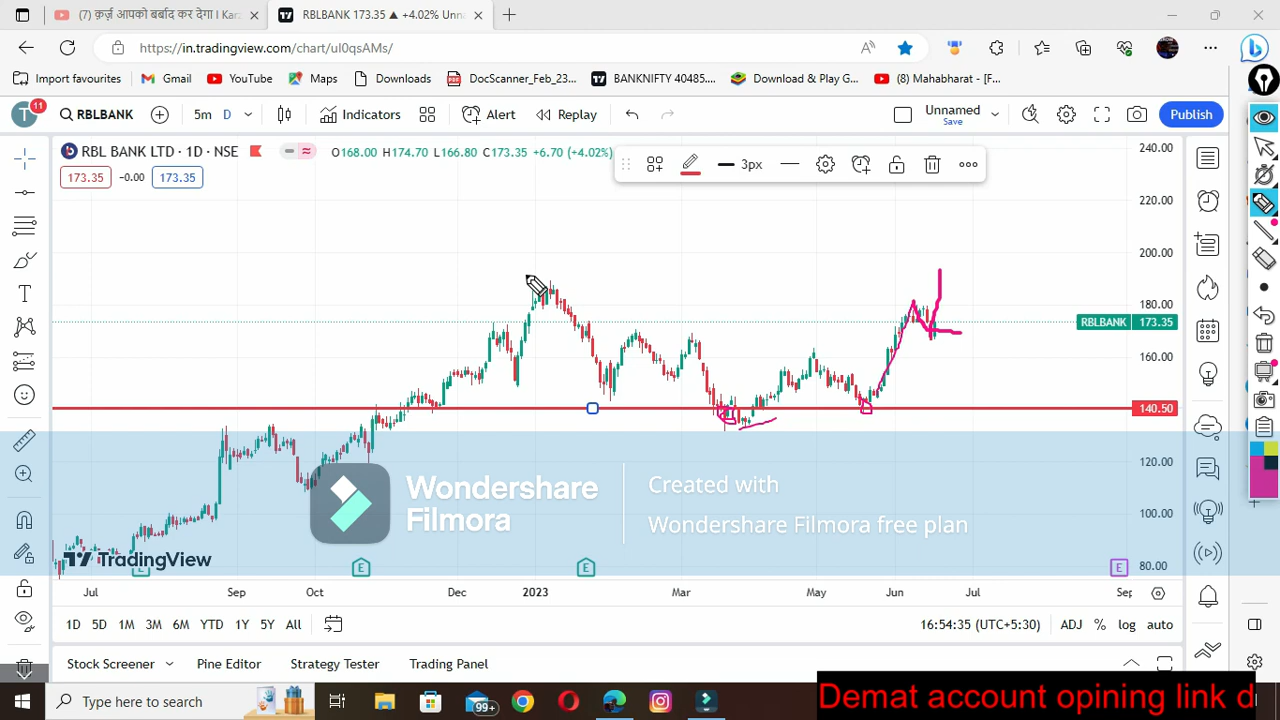 (7) क़र्ज़ आपको बर्बाद कर देगा I Kara
RBLBANK 173.35 ▲ +4.02% Unna
https://in.tradingview.com/chart/uI0qsAMs/
Import favourites
Gmail
YouTube
Maps
Downloads
DocScanner_Feb_23...
BANKNIFTY 40485....
Download & Play G...
(8) Mahabharat - [F...
T
11
RBLBANK
5m
D
Indicators
Alert
Replay
Unnamed
Save
Publish
RBL BANK LTD · 1D · NSE
O168.00 H174.70 L166.80 C173.35 +6.70 (+4.02%)
3px
173.35
-0.00
173.35
240.00
220.00
200.00
180.00
RBLBANK 173.35
160.00
140.50
120.00
100.00
80.00
Wondershare
Filmora
Created with
Wondershare Filmora free plan
TradingView
E
E
E
Jul
Sep
Oct
Dec
2023
Mar
May
Jun
Jul
Sep
1D
5D
1M
3M
6M
YTD
1Y
5Y
All
16:54:35 (UTC+5:30)
ADJ
%
log
auto
Stock Screener
Pine Editor
Strategy Tester
Trading Panel
Type here to search
99+
Demat account opining link d